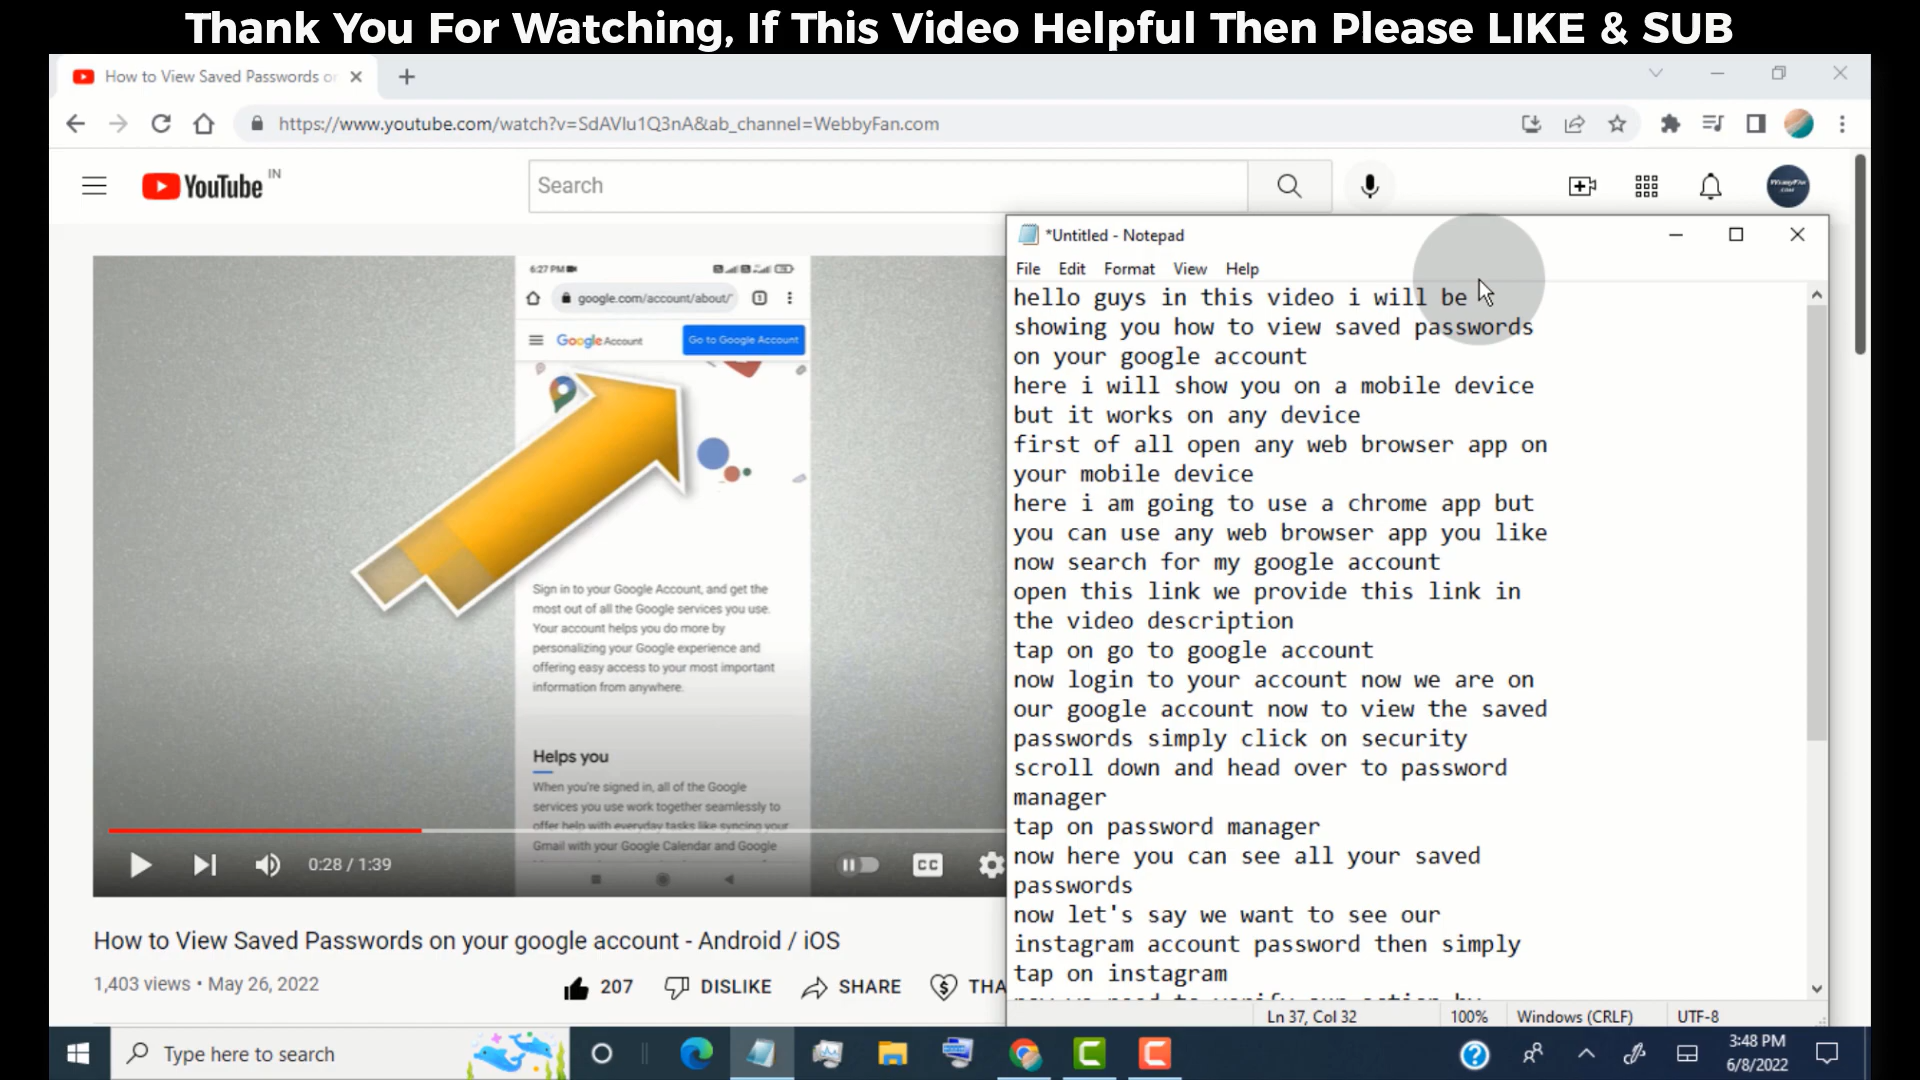 Thank You For Watching, If This Video Helpful Then Please LIKE & SUB
How to View Saved Passwords or
https://www.youtube.com/watch?v=SdAVIu1Q3nA&ab_channel=WebbyFan.com
YouTube IN
Search
*Untitled - Notepad
File Edit Format View Help
hello guys in this video i will be
showing you how to view saved passwords
on your google account
here i will show you on a mobile device
but it works on any device
first of all open any web browser app on
your mobile device
here i am going to use a chrome app but
you can use any web browser app you like
now search for my google account
open this link we provide this link in
the video description
tap on go to google account
now login to your account now we are on
our google account now to view the saved
passwords simply click on security
scroll down and head over to password
manager
tap on password manager
now here you can see all your saved
passwords
now let's say we want to see our
instagram account password then simply
tap on instagram
Ln 37, Col 32 100% Windows (CRLF) UTF-8
6:27 PM
google.com/account/about/
Google Account Go to Google Account
Sign in to your Google Account, and get the
most out of all the Google services you use.
Your account helps you do more by
personalizing your Google experience and
offering easy access to your most important
information from anywhere.
Helps you
When you're signed in, all of the Google
services you use work together seamlessly to
offer help with everyday tasks like syncing your
Gmail with your Google Calendar and Google
0:28 / 1:39
CC
How to View Saved Passwords on your google account - Android / iOS
1,403 views • May 26, 2022
207 DISLIKE SHARE THA
Type here to search
3:48 PM
6/8/2022